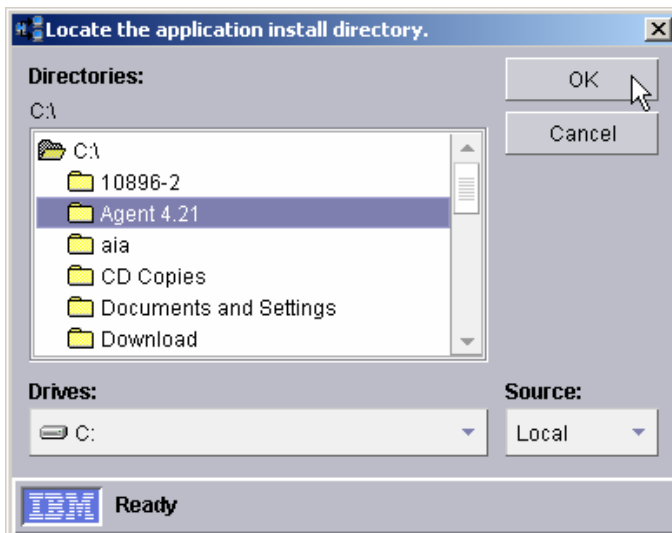 Locate the application install directory.
Directories:
OK
C:\
Cancel
C:\
10896-2
Agent 4.21
aia
CD Copies
Documents and Settings
Download
Drives:
Source:
C:
Local
IBM
Ready